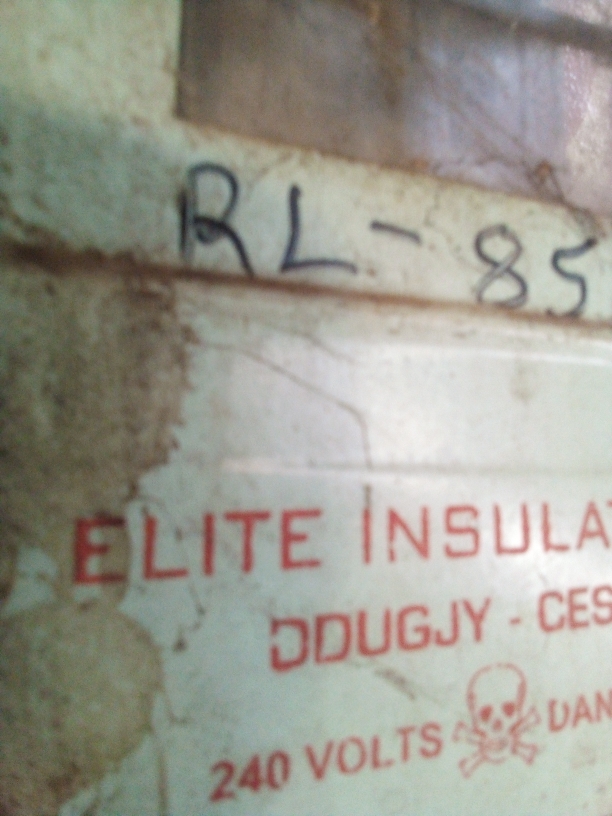 RL - 85
ELITE INSULA
DDUGJY - CES
240 VOLTS DAN